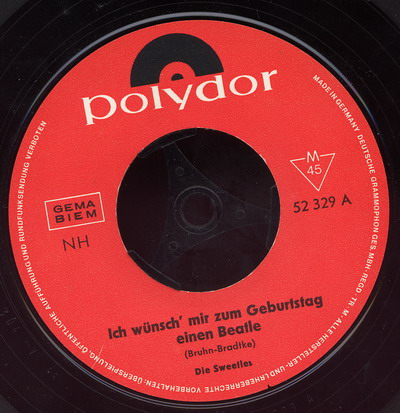 polydor
GEMA
BIEM
NH
M
45
52 329 A
Ich wünsch' mir zum Geburtstag
einen Beatle
(Bruhn-Bradtke)
Die Sweetles
MADE IN GERMANY DEUTSCHE GRAMMOPHON GES. MBH · REGD · TR · M. ALLE HERSTELLER- UND URHEBERRECHTE VORBEHALTEN · ÜBERSPIELUNG, ÖFFENTLICHE AUFFÜHRUNG UND RUNDFUNKSENDUNG VERBOTEN